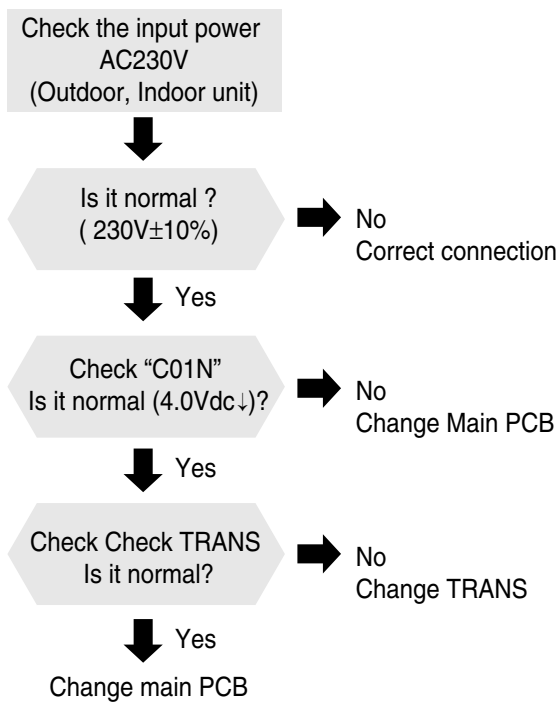 Check the input power
AC230V
(Outdoor, Indoor unit)
Is it normal ?
( 230V±10%)
No
Correct connection
Yes
Check “C01N”
Is it normal (4.0Vdc↓)?
No
Change Main PCB
Yes
Check Check TRANS
Is it normal?
No
Change TRANS
Yes
Change main PCB